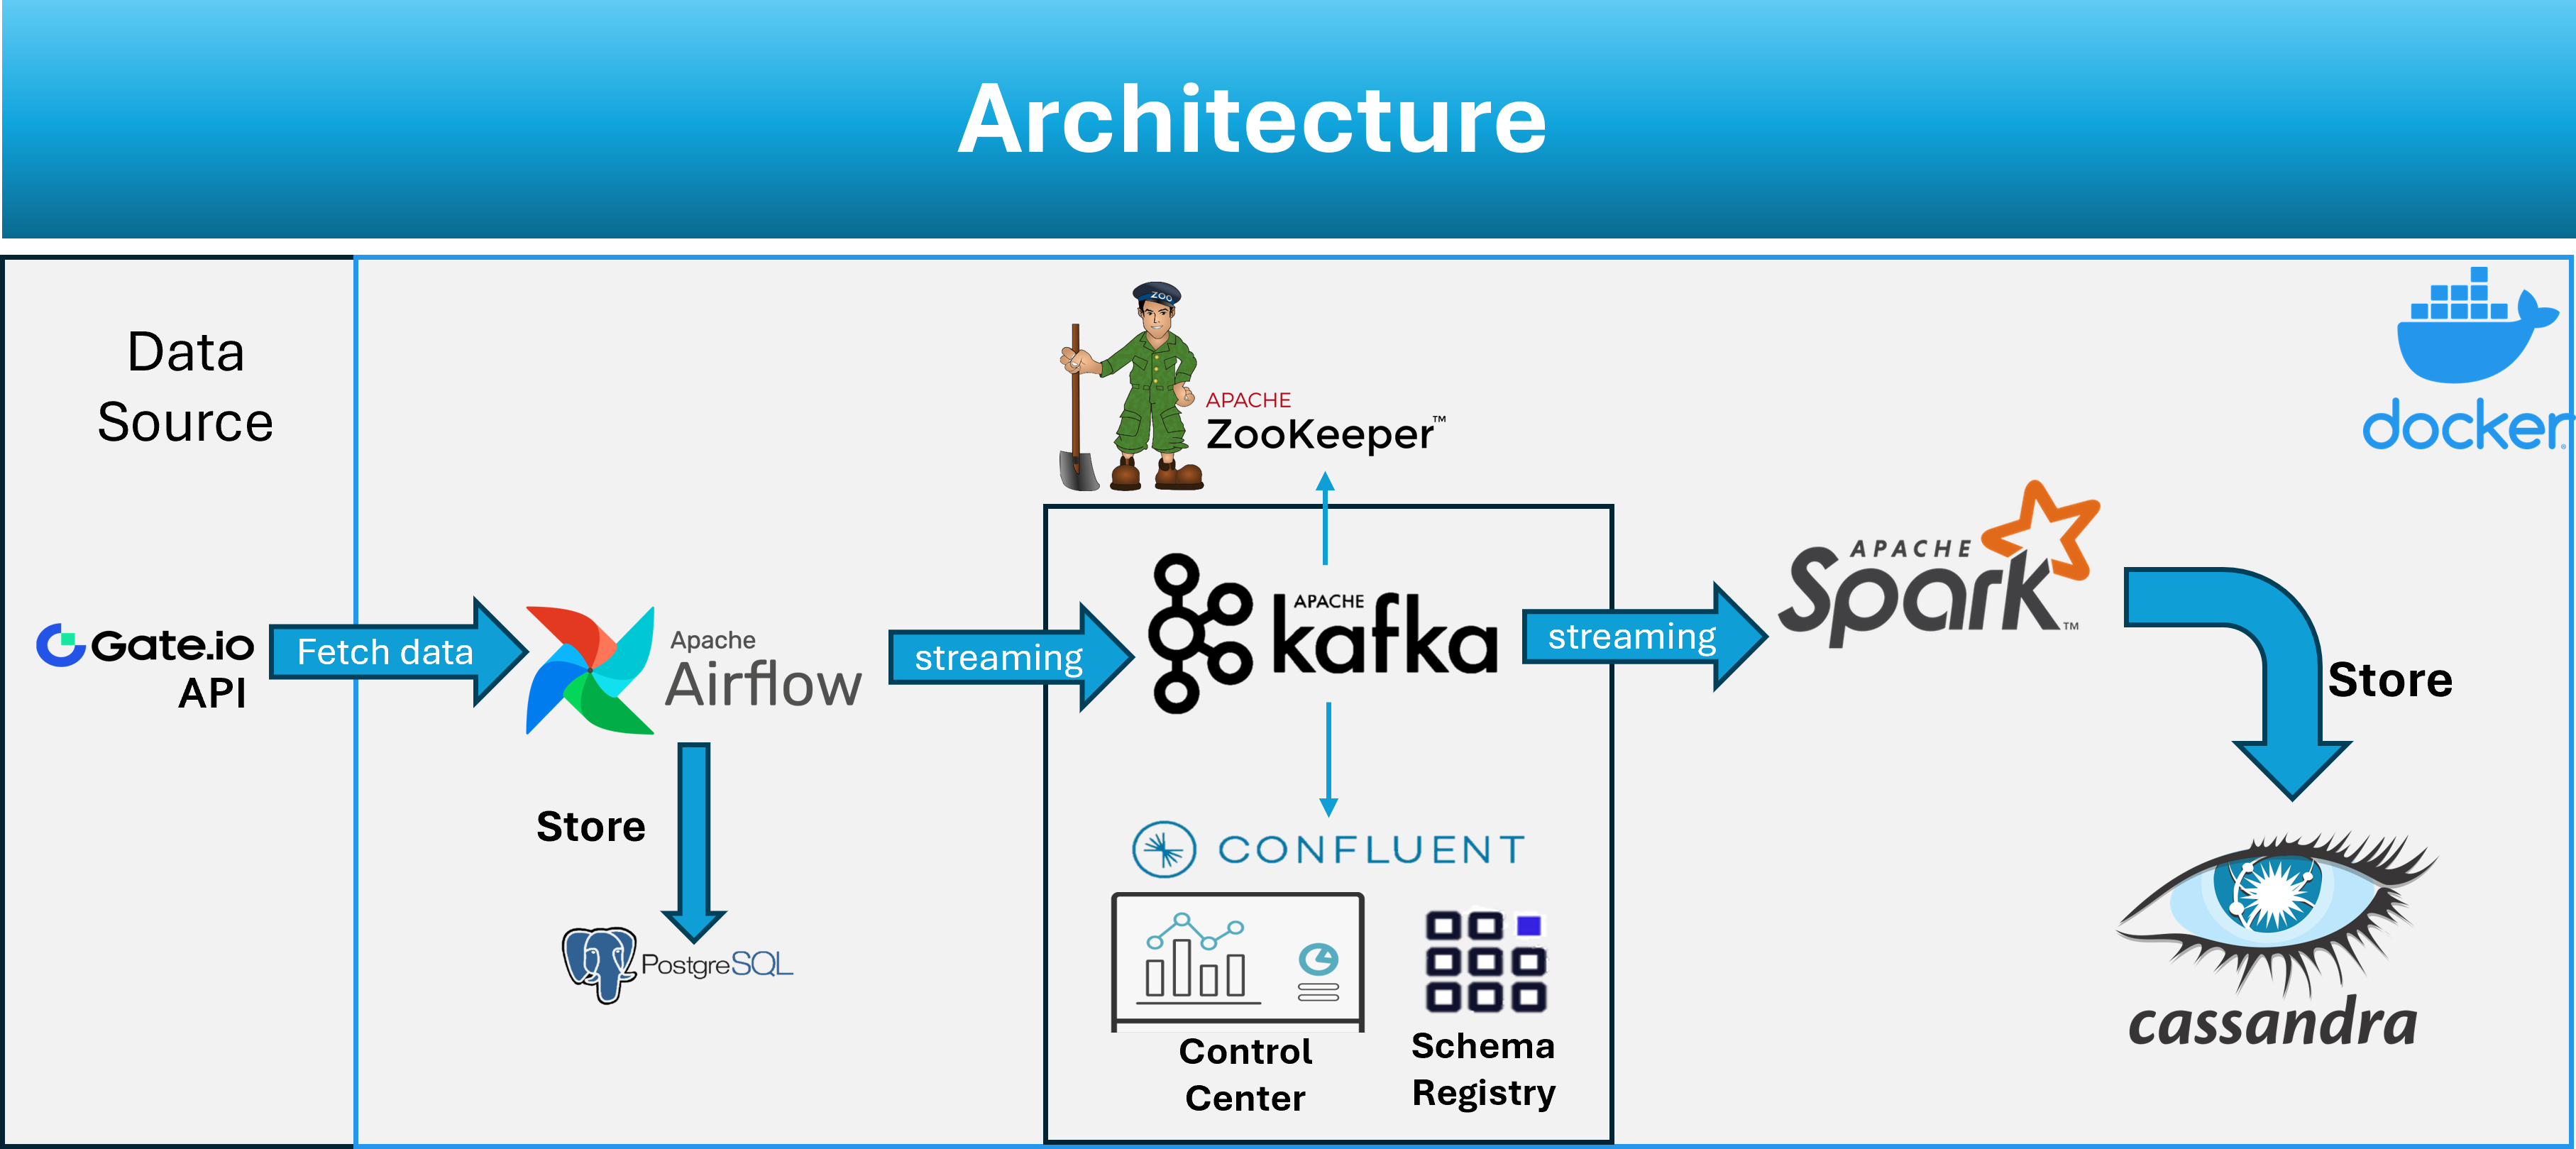 Architecture
Data
Source
Gate.io
API
Fetch data
Apache
Airflow
Store
PostgreSQL
streaming
ZOO
APACHE
ZooKeeper™
APACHE
kafka
CONFLUENT
Control
Center
Schema
Registry
streaming
APACHE
Spark™
Store
cassandra
docker